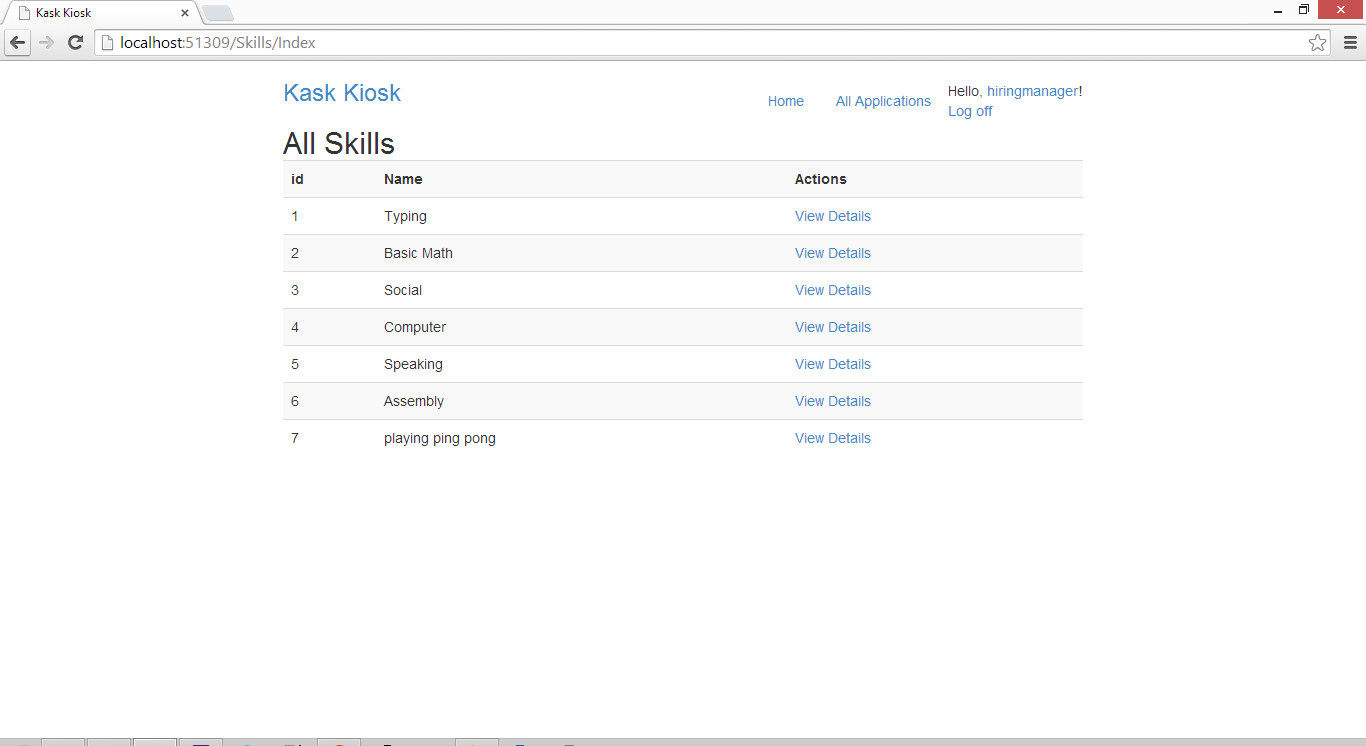 Kask Kiosk
localhost:51309/Skills/Index
Kask Kiosk
Home
All Applications
Hello, hiringmanager!
Log off
All Skills
id Name Actions
1 Typing View Details
2 Basic Math View Details
3 Social View Details
4 Computer View Details
5 Speaking View Details
6 Assembly View Details
7 playing ping pong View Details